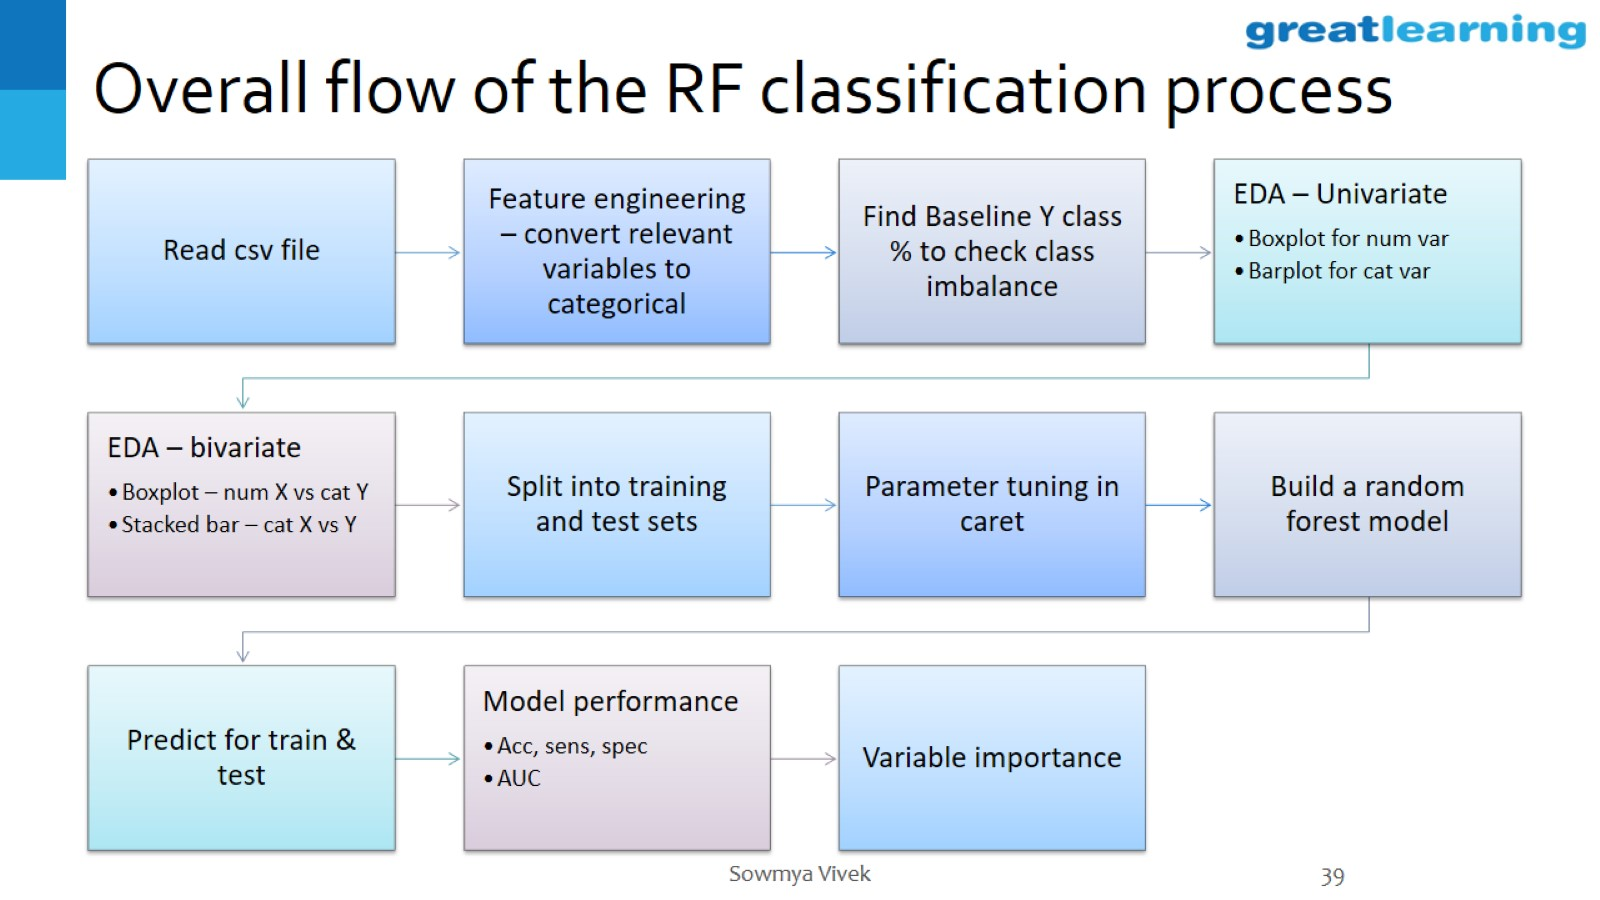 greatlearning
Overall flow of the RF classification process
Read csv file
Feature engineering
– convert relevant
variables to
categorical
Find Baseline Y class
% to check class
imbalance
EDA – Univariate
•Boxplot for num var
•Barplot for cat var
EDA – bivariate
•Boxplot – num X vs cat Y
•Stacked bar – cat X vs Y
Split into training
and test sets
Parameter tuning in
caret
Build a random
forest model
Predict for train &
test
Model performance
•Acc, sens, spec
•AUC
Variable importance
Sowmya Vivek
39